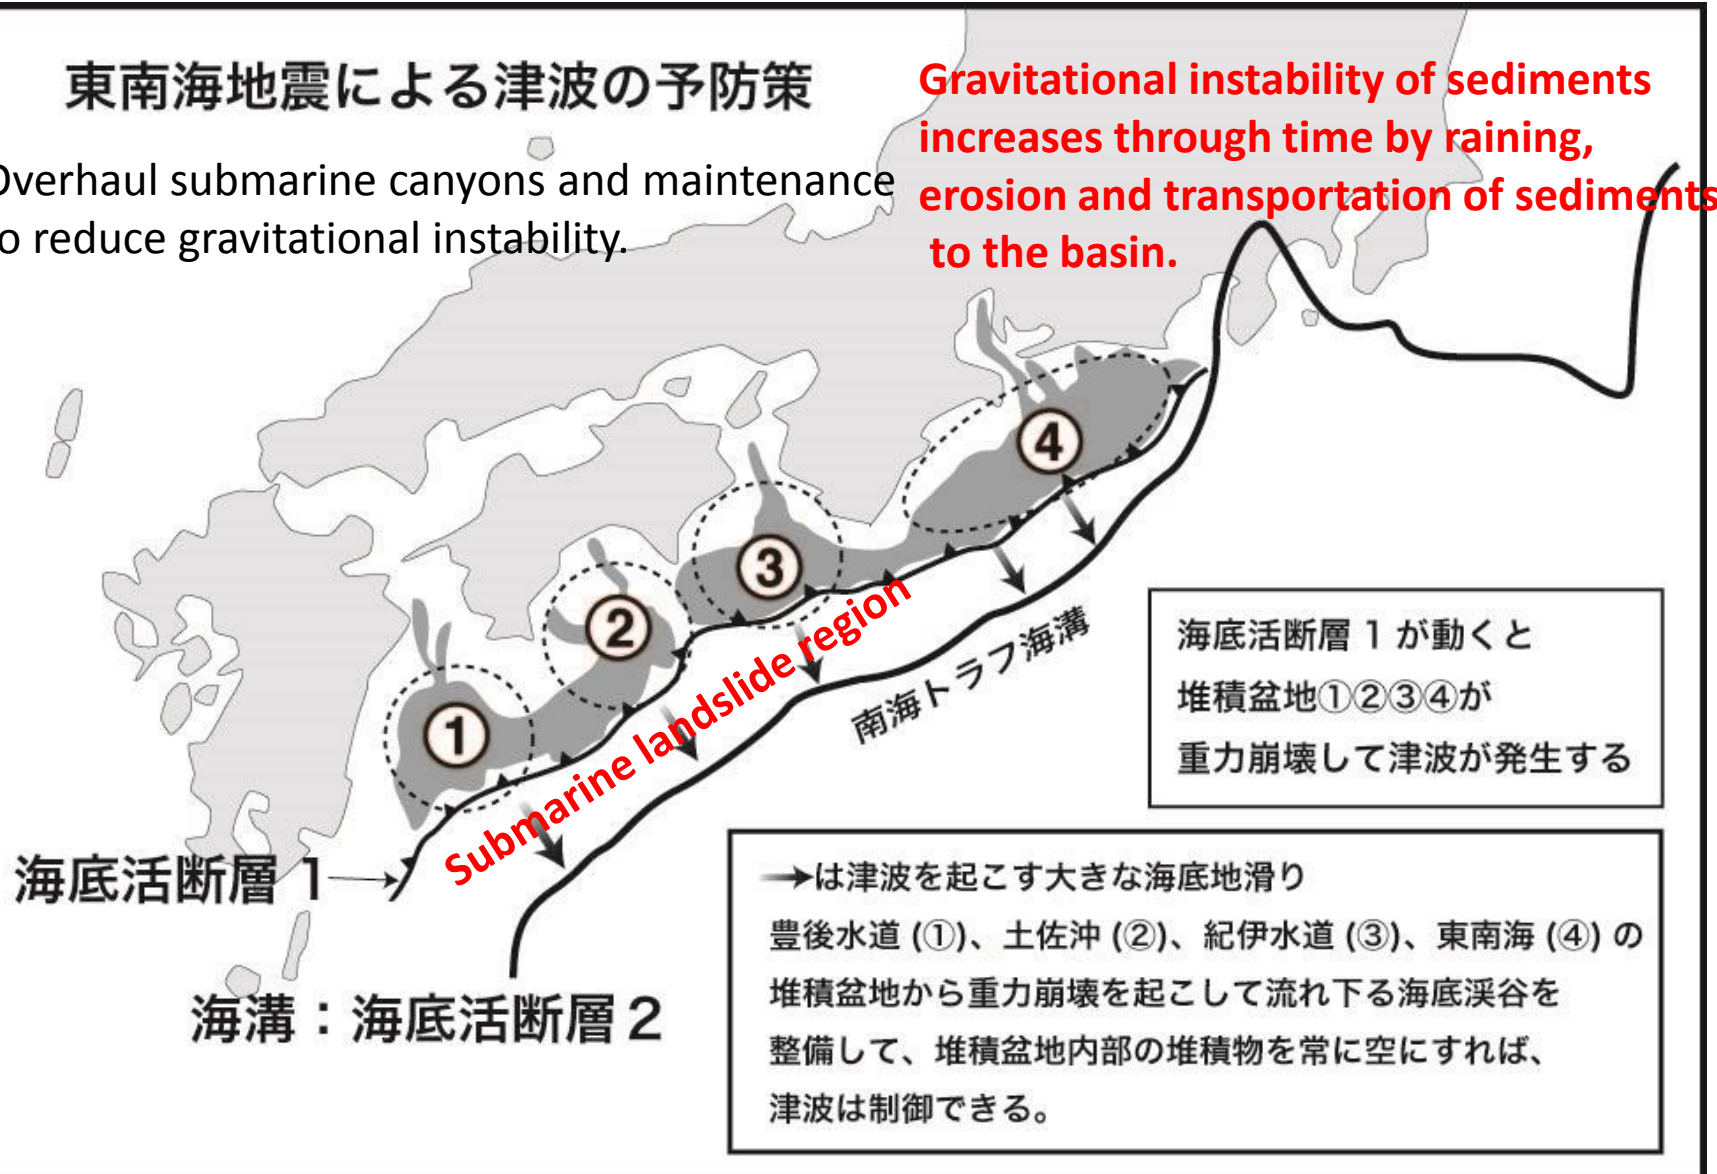 東南海地震による津波の予防策
Overhaul submarine canyons and maintenance
to reduce gravitational instability.
Gravitational instability of sediments
increases through time by raining,
erosion and transportation of sediments
to the basin.
④
③
②
①
Submarine landslide region
南海トラフ海溝
海底活断層 1が動くと
堆積盆地①②③④が
重力崩壊して津波が発生する
海底活断層 1
海溝：海底活断層2
→は津波を起こす大きな海底地滑り
豊後水道 (①)、土佐沖 (②)、紀伊水道 (③)、東南海 (④) の
堆積盆地から重力崩壊を起こして流れ下る海底渓谷を
整備して、堆積盆地内部の堆積物を常に空にすれば、
津波は制御できる。